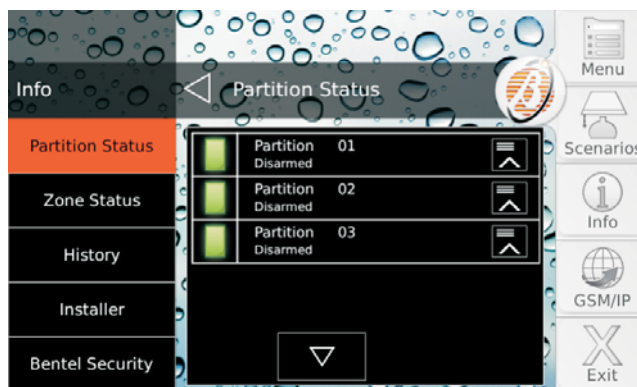 Info
Partition Status
Partition Status
Zone Status
History
Installer
Bentel Security
Partition 01
Disarmed
Partition 02
Disarmed
Partition 03
Disarmed
Menu
Scenarios
Info
GSM/IP
Exit